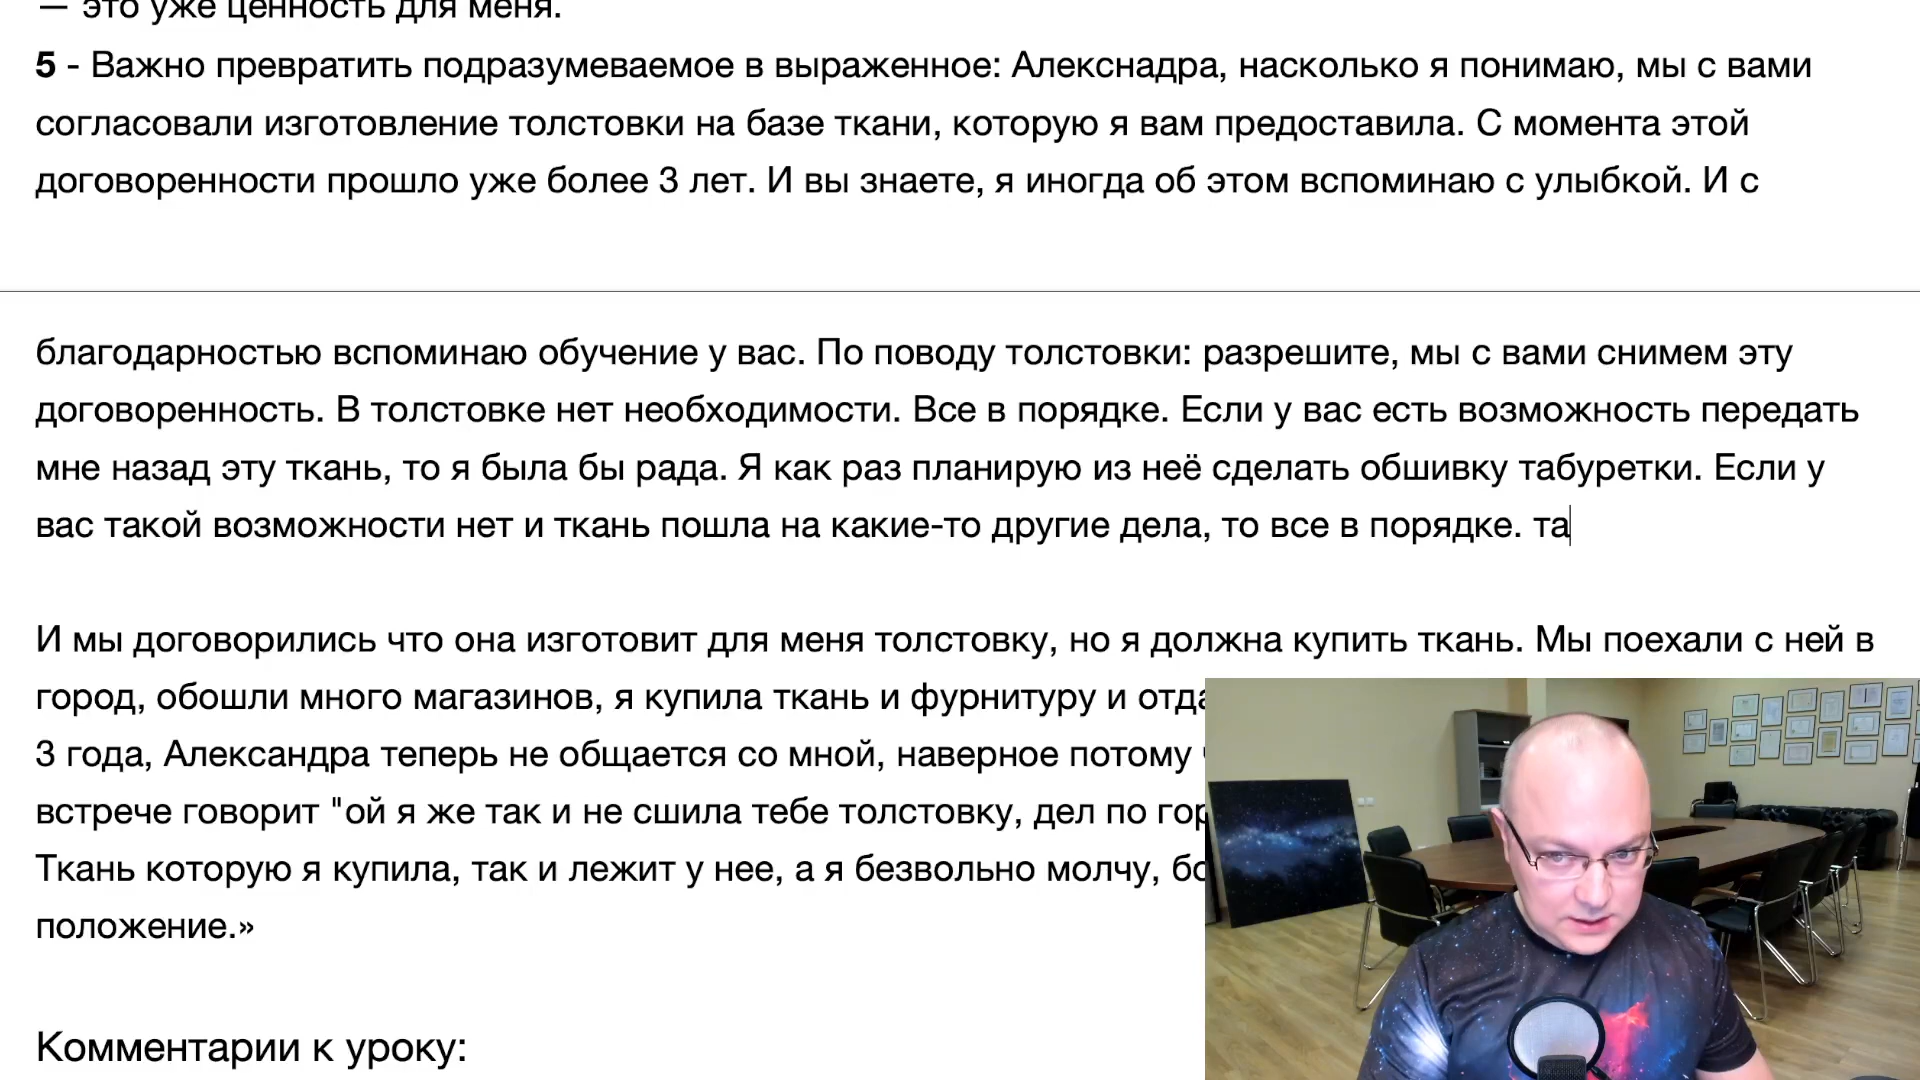 — это уже ценность для меня.
5 - Важно превратить подразумеваемое в выраженное: Алекснадра, насколько я понимаю, мы с вами
согласовали изготовление толстовки на базе ткани, которую я вам предоставила. С момента этой
договоренности прошло уже более 3 лет. И вы знаете, я иногда об этом вспоминаю с улыбкой. И с
благодарностью вспоминаю обучение у вас. По поводу толстовки: разрешите, мы с вами снимем эту
договоренность. В толстовке нет необходимости. Все в порядке. Если у вас есть возможность передать
мне назад эту ткань, то я была бы рада. Я как раз планирую из неё сделать обшивку табуретки. Если у
вас такой возможности нет и ткань пошла на какие-то другие дела, то все в порядке. та
И мы договорились что она изготовит для меня толстовку, но я должна купить ткань. Мы поехали с ней в
город, обошли много магазинов, я купила ткань и фурнитуру и
3 года, Александра теперь не общается со мной, наверное потому
встрече говорит "ой я же так и не сшила тебе толстовку, дел по
Ткань которую я купила, так и лежит у нее, а я безвольно молчу,
положение.»
Комментарии к уроку: